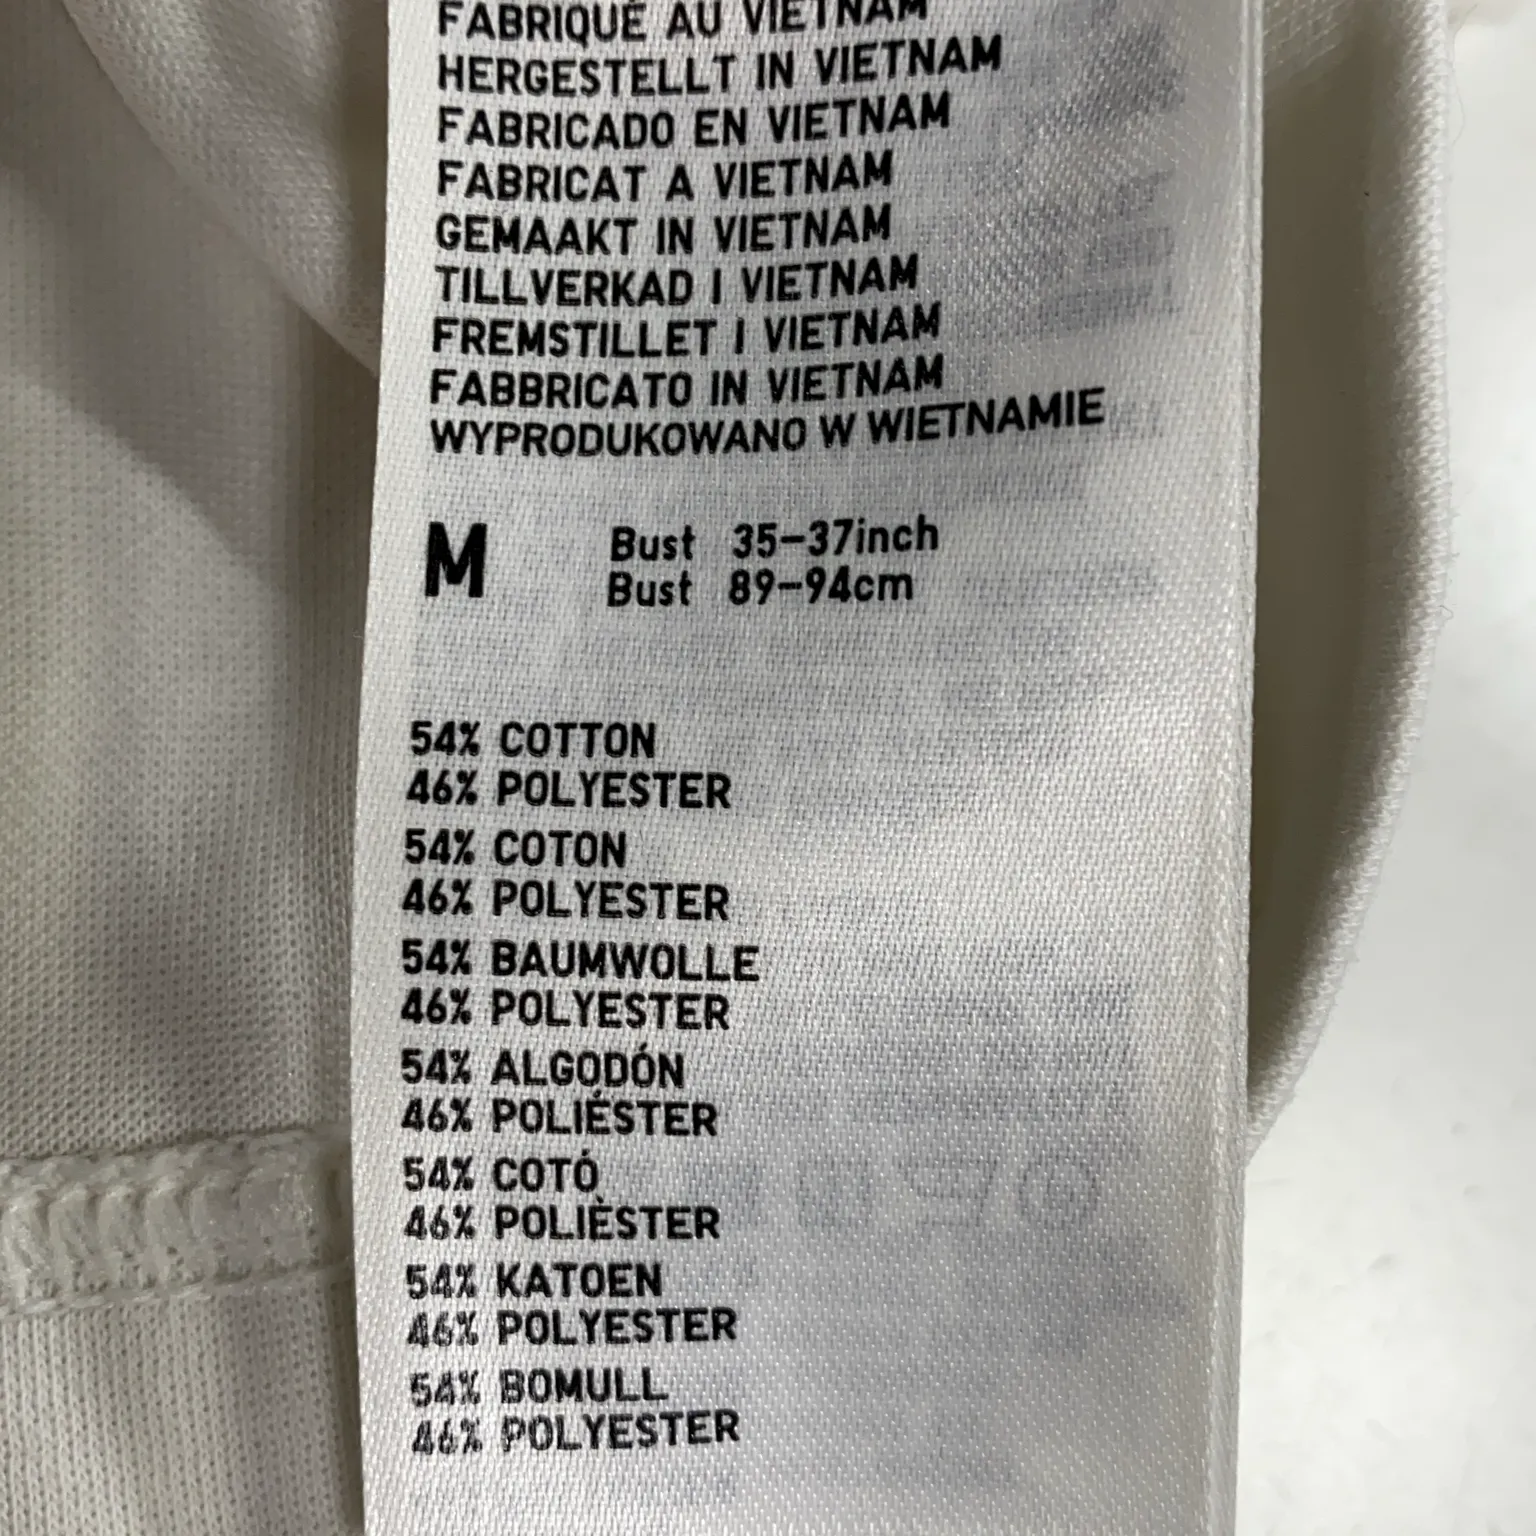 FABRIQUÉ AU VIETNAM
HERGESTELLT IN VIETNAM
FABRICADO EN VIETNAM
FABRICAT A VIETNAM
GEMAAKT IN VIETNAM
TILLVERKAD I VIETNAM
FREMSTILLET I VIETNAM
FABBRICATO IN VIETNAM
WYPRODUKOWANO W WIETNAMIE
M Bust 35-37inch
Bust 89-94cm
54% COTTON
46% POLYESTER
54% COTON
46% POLYESTER
54% BAUMWOLLE
46% POLYESTER
54% ALGODÓN
46% POLIÉSTER
54% COTÓ
46% POLIÈSTER
54% KATOEN
46% POLYESTER
54% BOMULL
46% POLYESTER